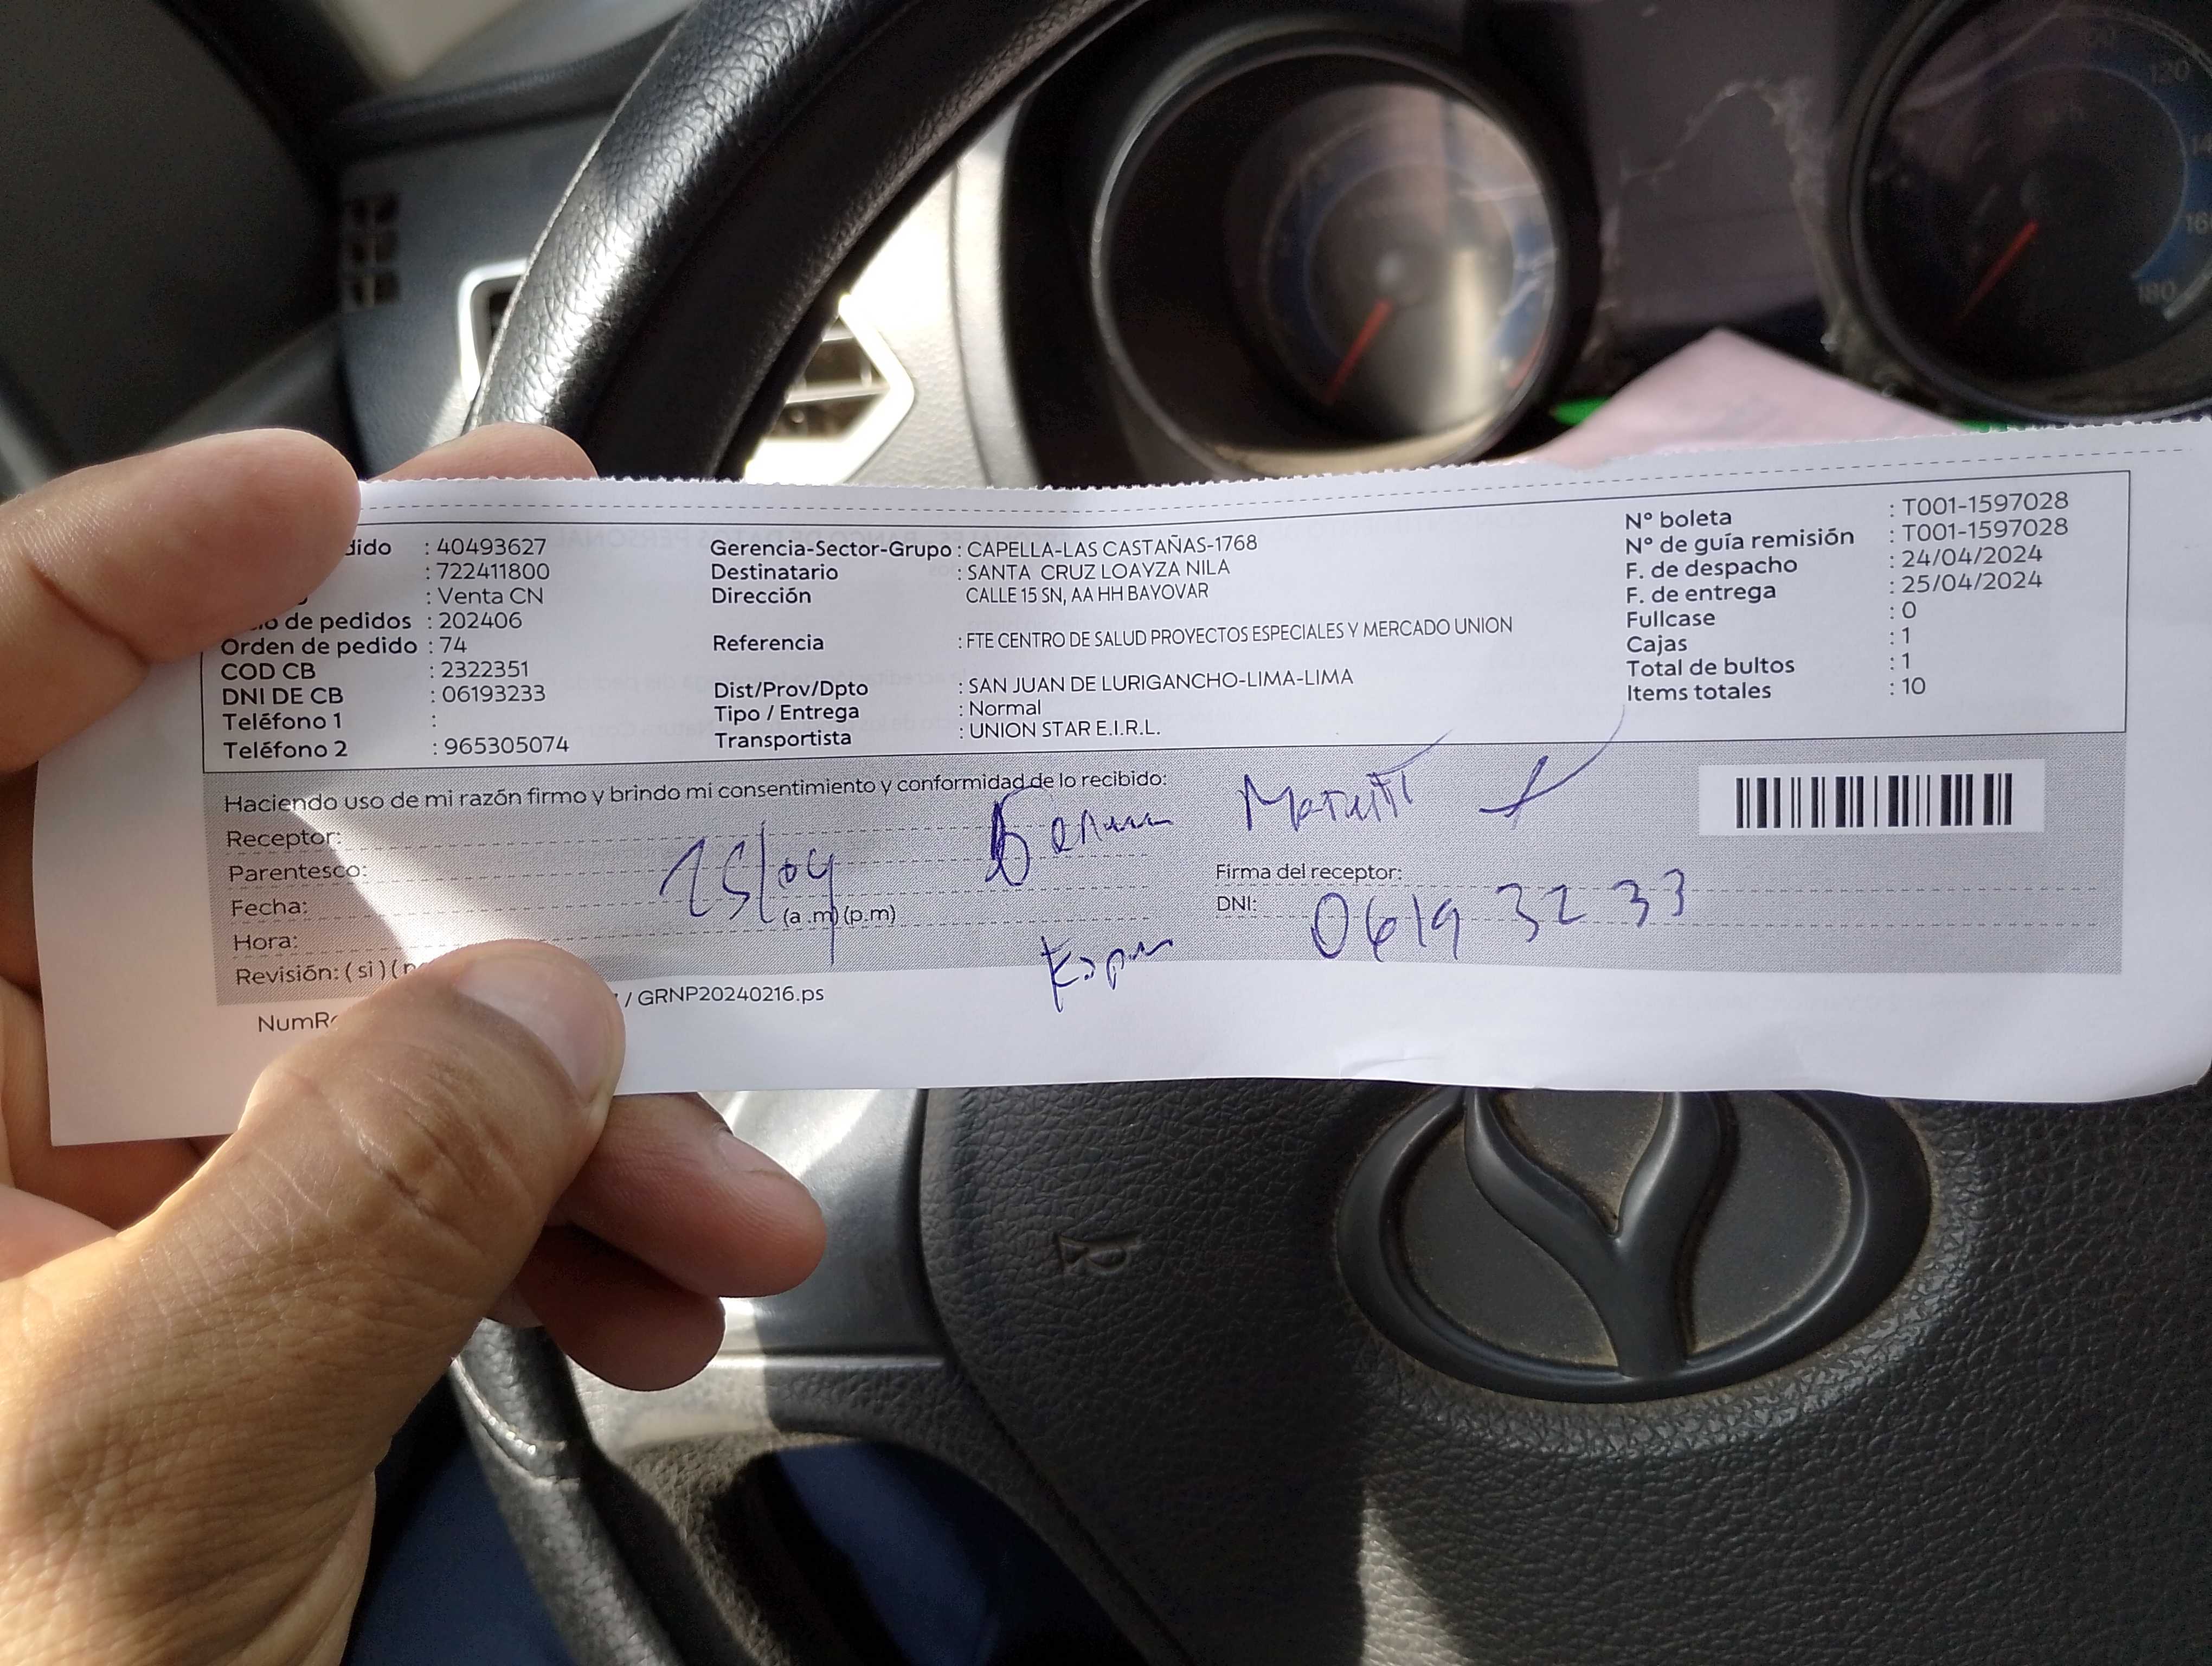 dido : 40493627
: 722411800
: Venta CN
de pedidos : 202406
Orden de pedido : 74
COD CB : 2322351
DNI DE CB : 06193233
Teléfono 1 :
Teléfono 2 : 965305074
Gerencia-Sector-Grupo : CAPELLA-LAS CASTAÑAS-1768
Destinatario : SANTA CRUZ LOAYZA NILA
Dirección CALLE 15 SN, AA HH BAYOVAR
Referencia : FTE CENTRO DE SALUD PROYECTOS ESPECIALES Y MERCADO UNION
Dist/Prov/Dpto : SAN JUAN DE LURIGANCHO-LIMA-LIMA
Tipo / Entrega : Normal
Transportista : UNION STAR E.I.R.L.
N° boleta : T001-1597028
N° de guía remisión : T001-1597028
F. de despacho : 24/04/2024
F. de entrega : 25/04/2024
Fullcase : 0
Cajas : 1
Total de bultos : 1
Items totales : 10
Haciendo uso de mi razón firmo y brindo mi consentimiento y conformidad de lo recibido:
Receptor:
Parentesco:
Fecha: 25/04
Hora: (a.m) (p.m)
Revisión: ( si ) (
Firma del receptor:
DNI: 06193233
NumR
/ GRNP20240216.ps
120
160
180